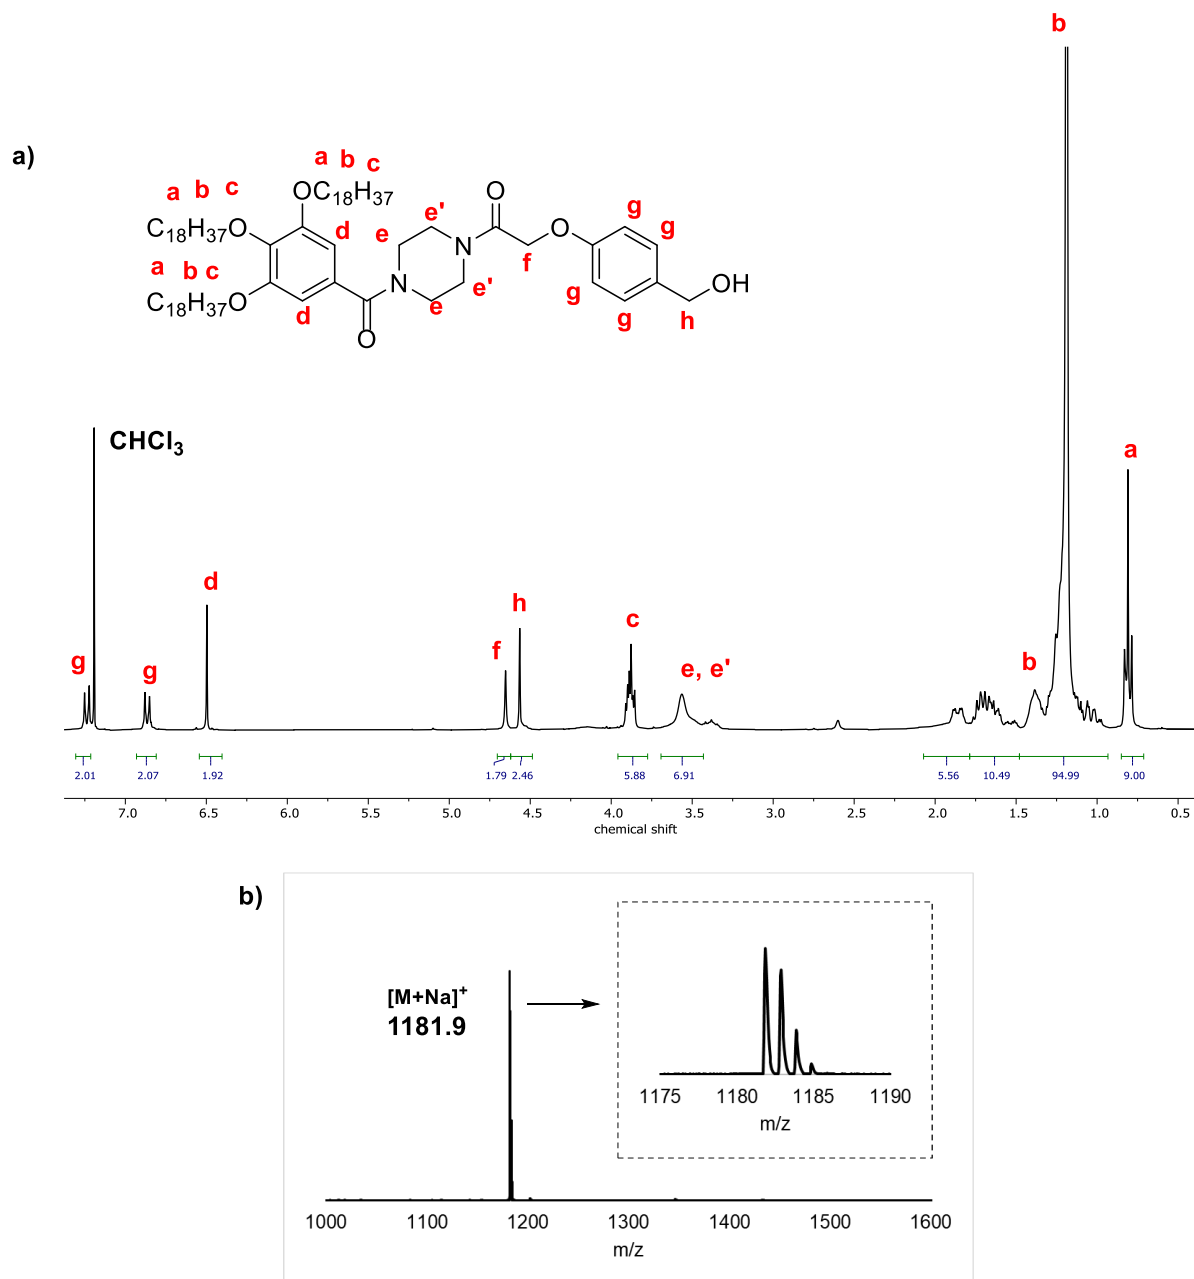 b
a)
a b c
OC18H37
a b c
C18H37O
a b c
C18H37O
d
d
O
N
e
e'
O
N
e
e'
O
f
g
g
g
g
OH
h
CHCl3
g
g
d
f
h
c
e, e'
b
a
2.01
2.07
1.92
1.79
2.46
5.88
6.91
5.56
10.49
94.99
9.00
7.0 6.5 6.0 5.5 5.0 4.5 4.0 3.5 3.0 2.5 2.0 1.5 1.0 0.5
chemical shift
b)
[M+Na]+
1181.9
1175 1180 1185 1190
m/z
1000 1100 1200 1300 1400 1500 1600
m/z